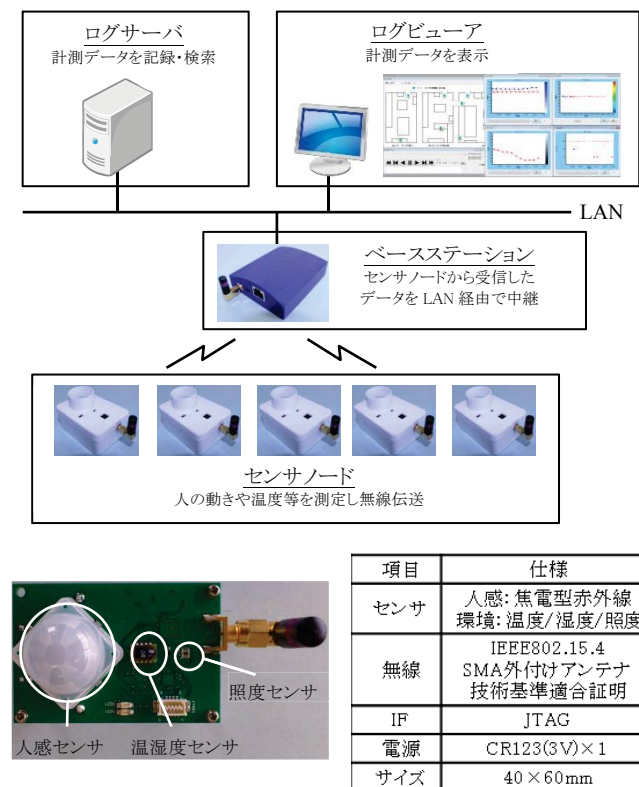 ログサーバ
計測データを記録・検索
ログビューア
計測データを表示
LAN
ベースステーション
センサノードから受信した
データを LAN 経由で中継
センサノード
人の動きや温度等を測定し無線伝送
人感センサ
温湿度センサ
照度センサ
項目 仕様
センサ 人感：焦電型赤外線
環境：温度/湿度/照度
無線 IEEE802.15.4
SMA外付けアンテナ
技術基準適合証明
IF JTAG
電源 CR123(3V)×1
サイズ 40×60mm